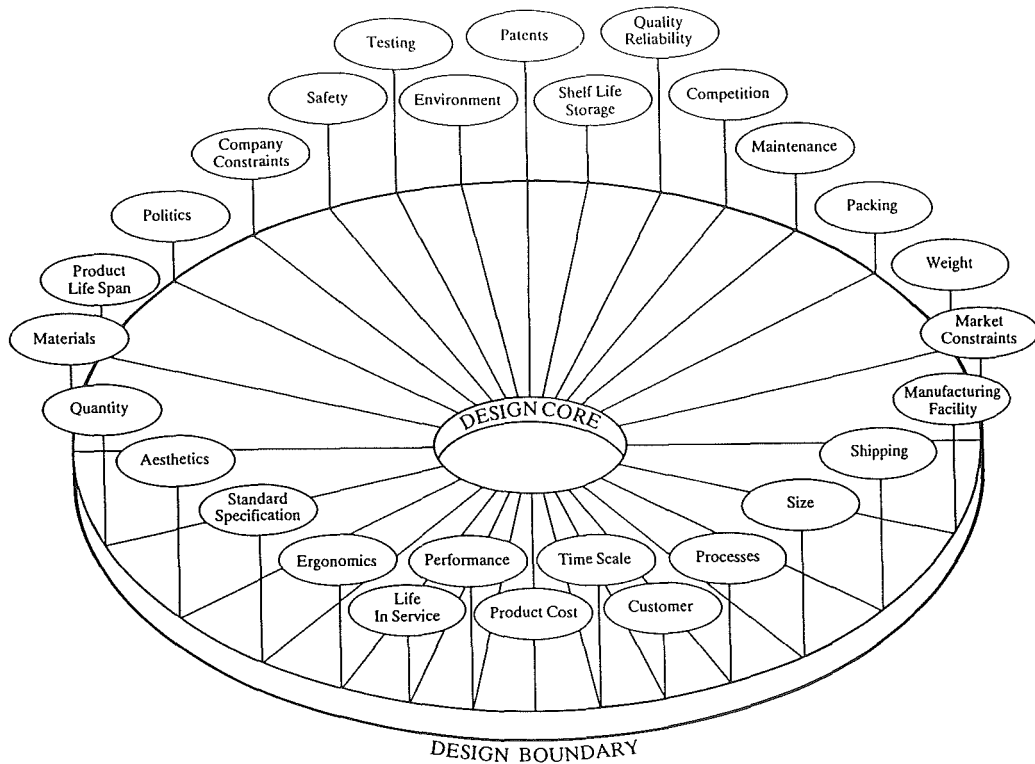 Testing
Patents
Quality
Reliability
Safety
Environment
Shelf Life
Storage
Competition
Company
Constraints
Maintenance
Politics
Packing
Product
Life Span
Weight
Materials
Market
Constraints
Quantity
Manufacturing
Facility
DESIGN CORE
Aesthetics
Shipping
Standard
Specification
Size
Ergonomics
Performance
Time Scale
Processes
Life
In Service
Product Cost
Customer
DESIGN BOUNDARY